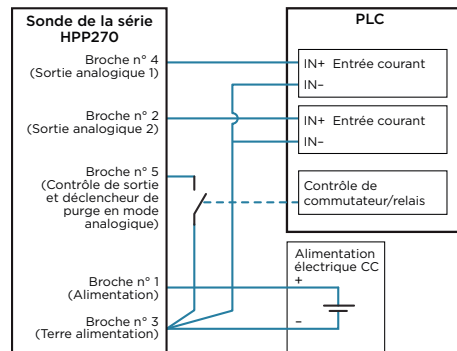 Sonde de la série
HPP270
Broche n° 4
(Sortie analogique 1)
Broche n° 2
(Sortie analogique 2)
Broche n° 5
(Contrôle de sortie
et déclencheur de
purge en mode
analogique)
Broche n° 1
(Alimentation)
Broche n° 3
(Terre alimentation)
PLC
IN+ Entrée courant
IN–
IN+ Entrée courant
IN–
Contrôle de
commutateur/relais
Alimentation
électrique CC
+
–